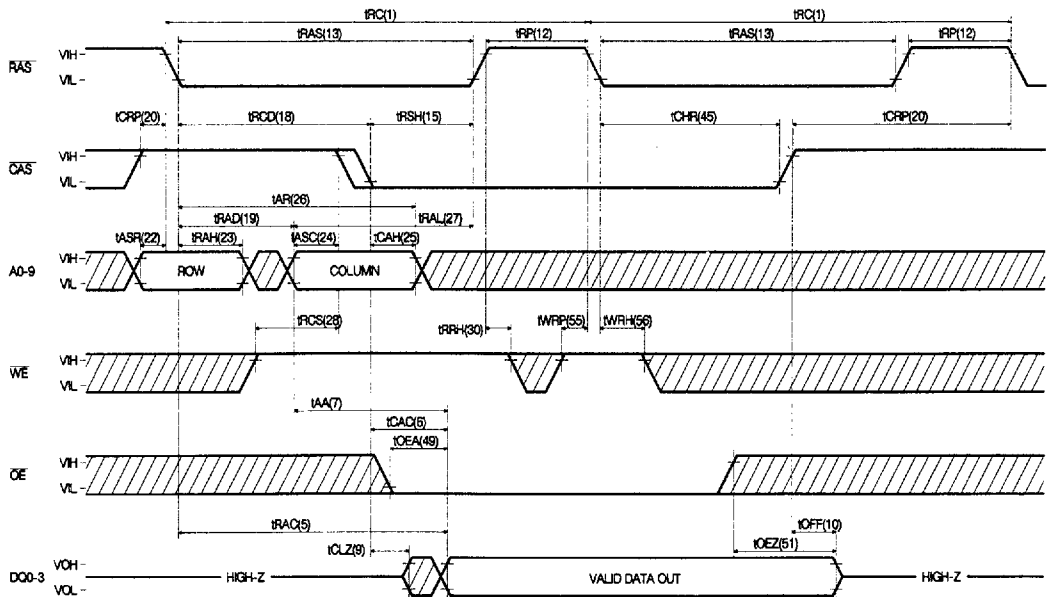 tRC(1) tRC(1)
tRAS(13) tRP(12) tRAS(13) tRP(12)
VIH
RAS
VIL
tCRP(20) tRCD(18) tRSH(15) tCHR(45) tCRP(20)
VIH
CAS
VIL
tAR(26)
tRAD(19) tRAL(27)
tASR(22) tRAH(23) tASC(24) tCAH(25)
VIH
A0-9 ROW COLUMN
VIL
tRCS(28) tRRH(30) tWRP(55) tWRH(56)
VIH
WE
VIL
tAA(7)
tCAC(6)
tOEA(49)
VIH
OE
VIL
tRAC(5) tOFF(10)
tCLZ(9) tOEZ(51)
VOH
DQ0-3 HIGH-Z VALID DATA OUT HIGH-Z
VOL